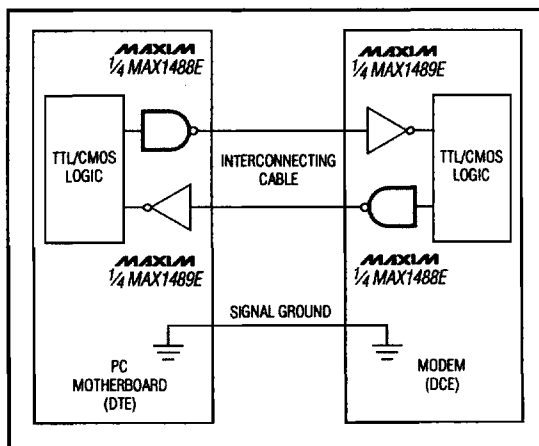 MAXIM
1/4 MAX1488E
MAXIM
1/4 MAX1489E
TTL/CMOS
LOGIC
INTERCONNECTING
CABLE
TTL/CMOS
LOGIC
MAXIM
1/4 MAX1489E
MAXIM
1/4 MAX1488E
SIGNAL GROUND
PC
MOTHERBOARD
(DTE)
MODEM
(DCE)